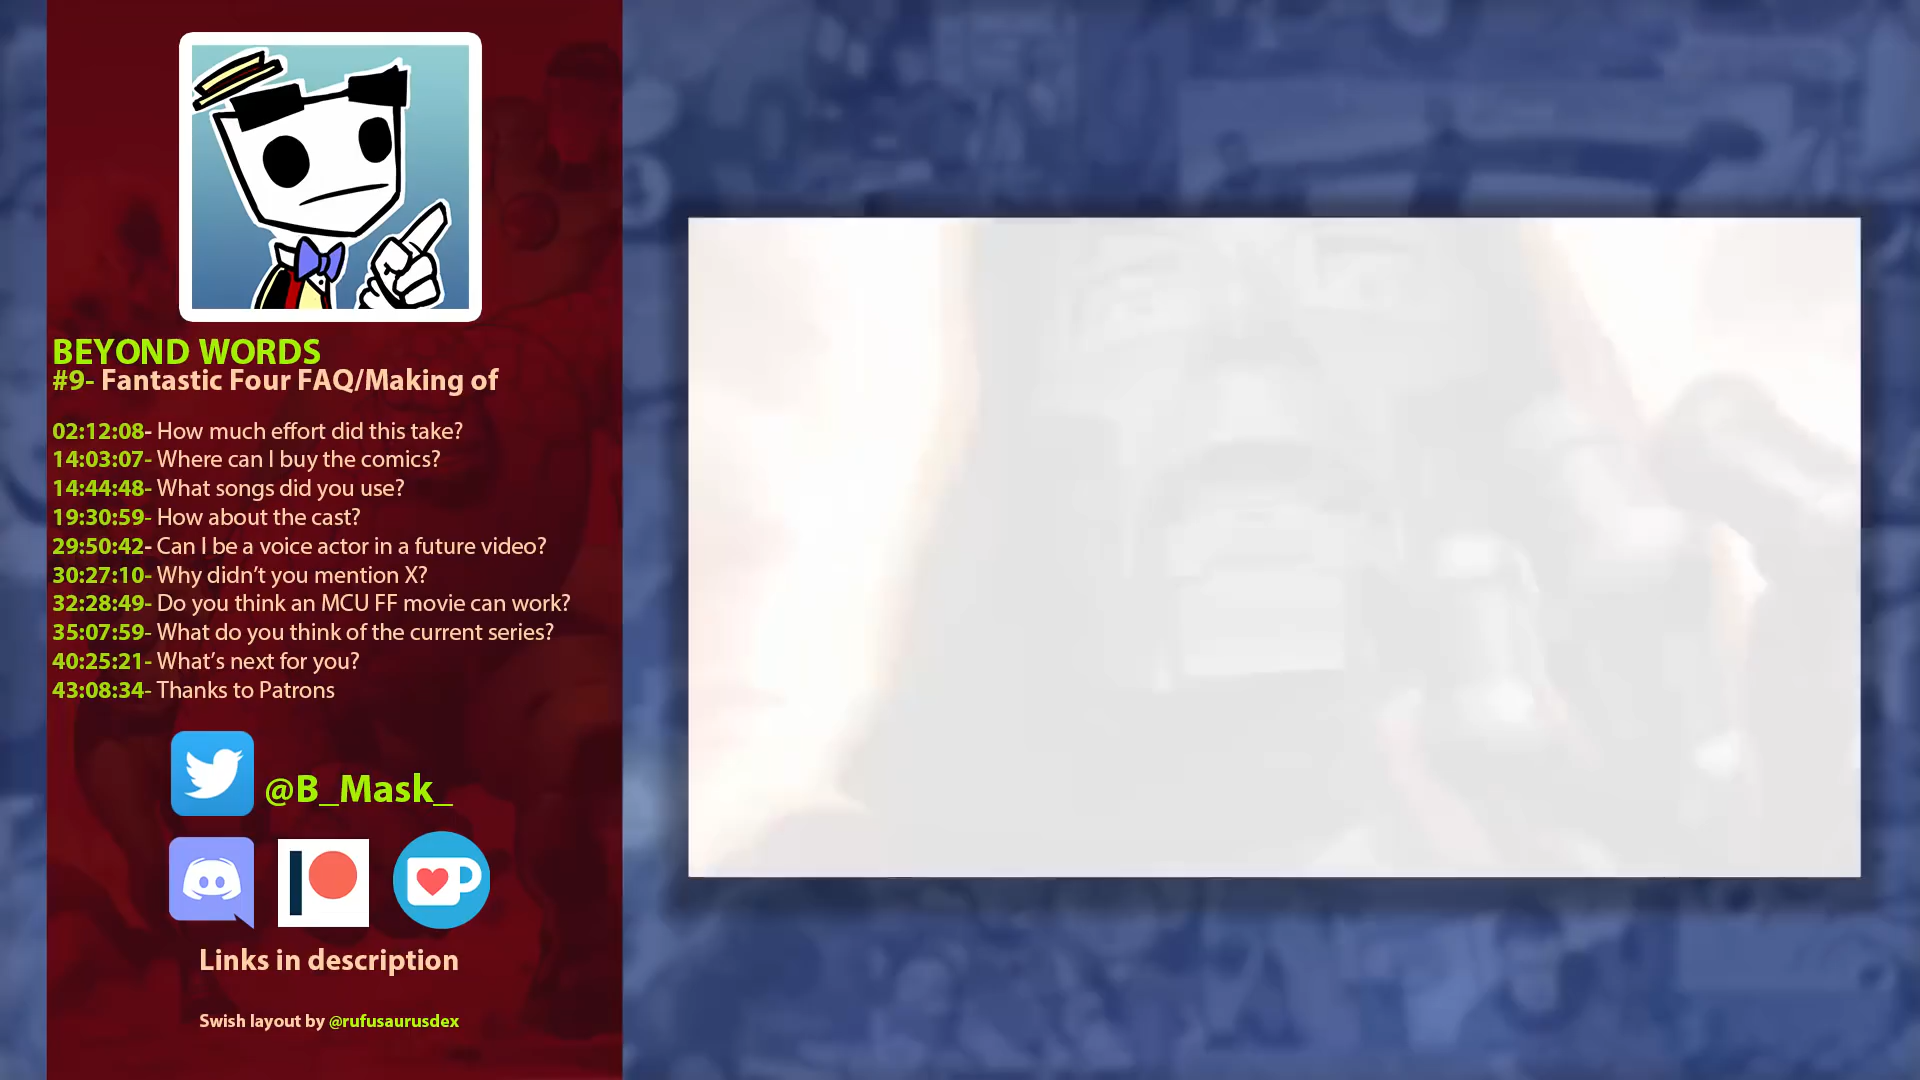 BEYOND WORDS
#9- Fantastic Four FAQ/Making of
02:12:08- How much effort did this take?
14:03:07- Where can I buy the comics?
14:44:48- What songs did you use?
19:30:59- How about the cast?
29:50:42- Can I be a voice actor in a future video?
30:27:10- Why didn't you mention X?
32:28:49- Do you think an MCU FF movie can work?
35:07:59- What do you think of the current series?
40:25:21- What's next for you?
43:08:34- Thanks to Patrons
@B_Mask_
Links in description
Swish layout by @rufusaurusdex